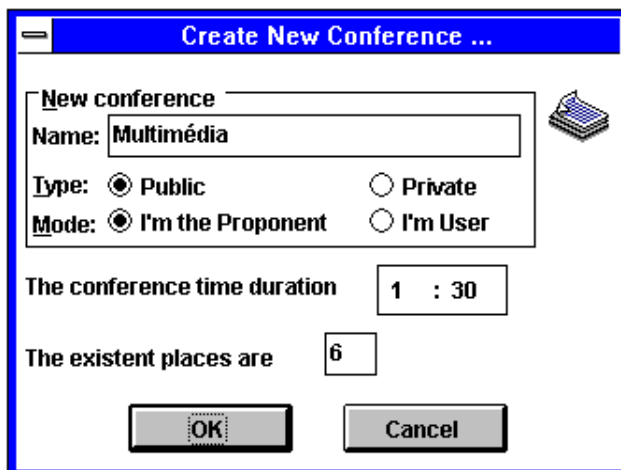 Create New Conference ...
New conference
Name: Multimédia
Type: Public Private
Mode: I'm the Proponent I'm User
The conference time duration 1 : 30
The existent places are 6
OK Cancel